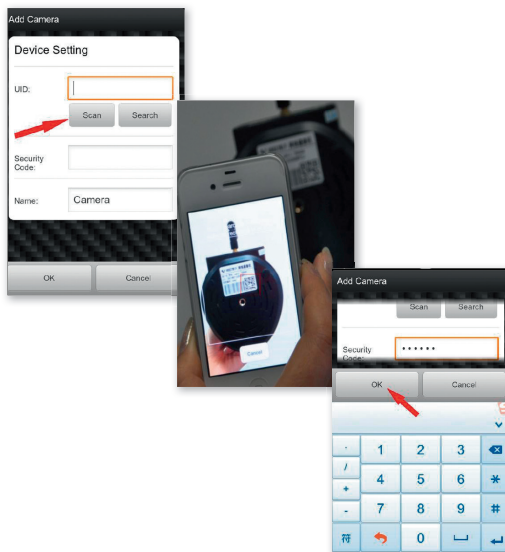 Add Camera
Device Setting
UID:
Scan Search
Security
Code:
Name: Camera
OK Cancel
Cancel
Add Camera
Scan Search
Security
Code:
••••••
OK Cancel
. 1 2 3
/ 4 5 6 *
+
- 7 8 9 #
符 0